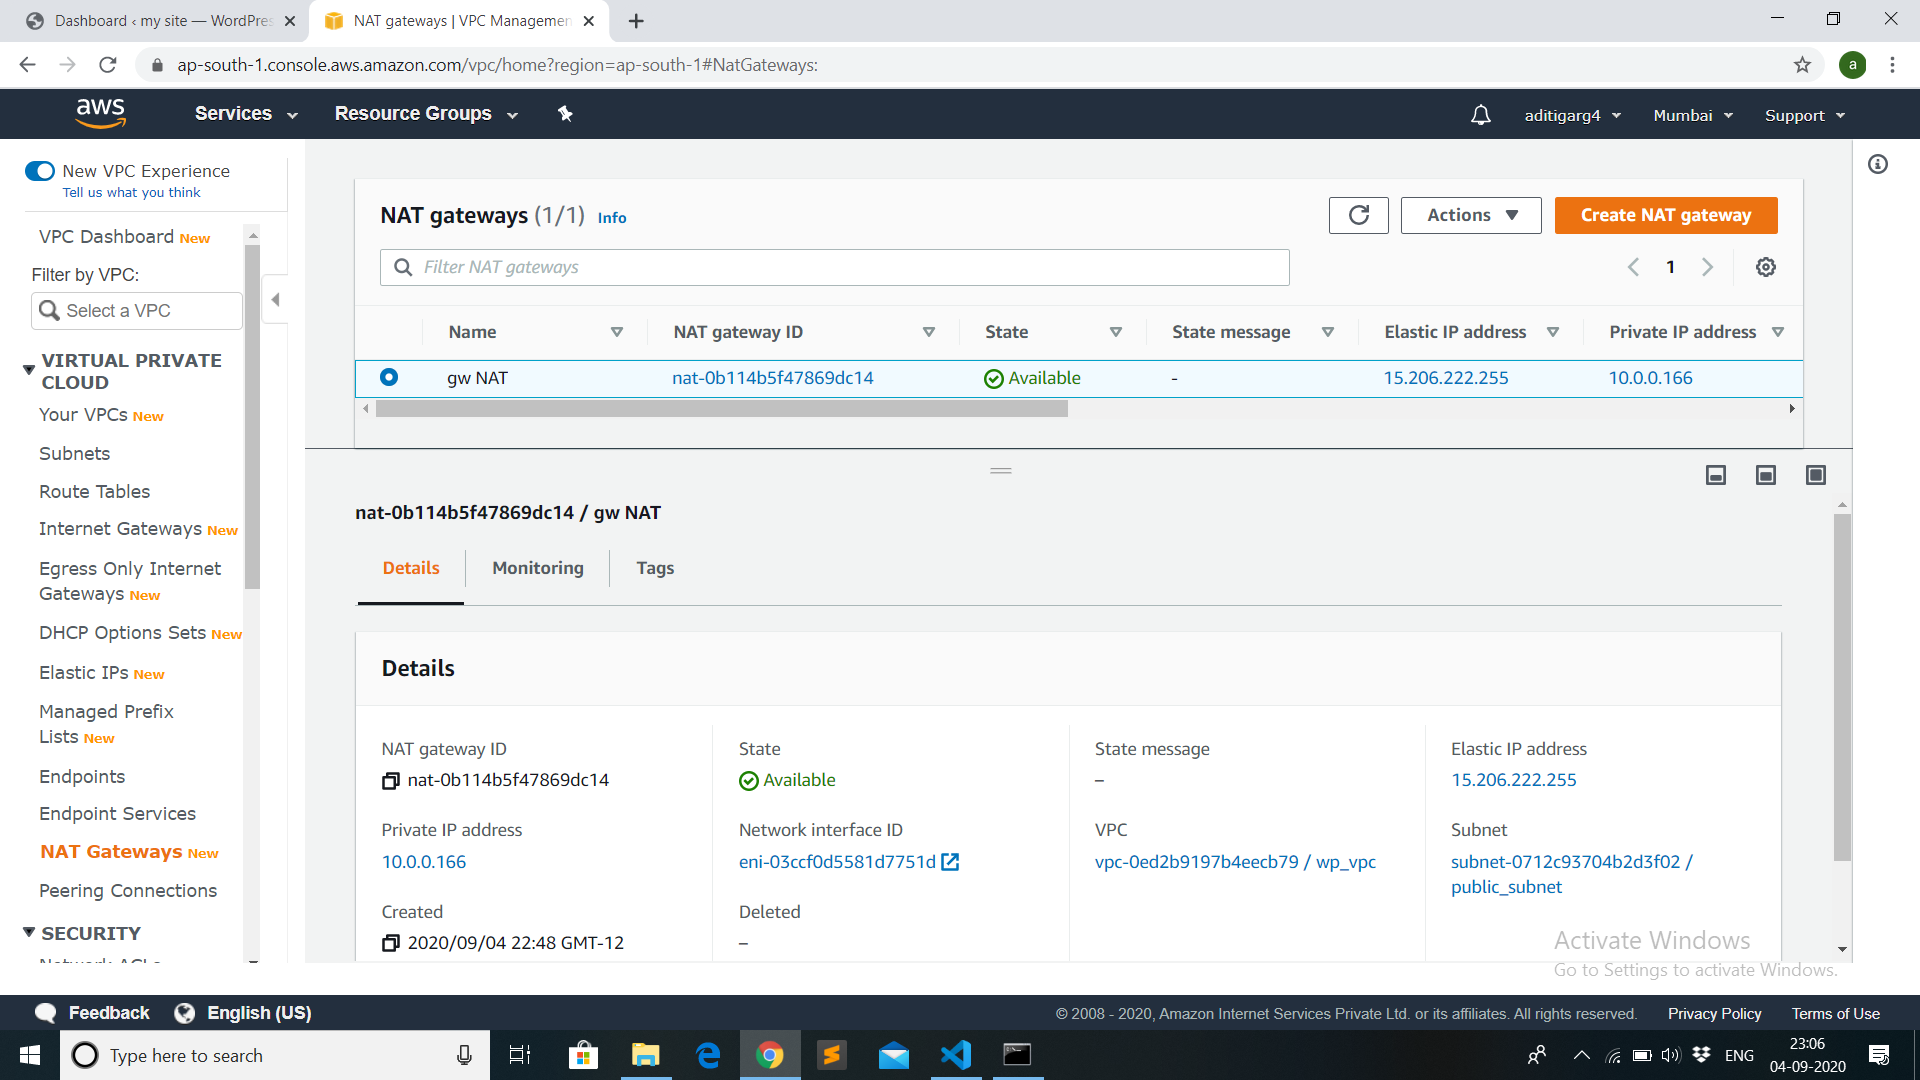 Dashboard ‹ my site — WordPres
NAT gateways | VPC Managemen
ap-south-1.console.aws.amazon.com/vpc/home?region=ap-south-1#NatGateways:
a
aws
Services
Resource Groups
aditigarg4
Mumbai
Support
New VPC Experience
Tell us what you think
VPC Dashboard New
Filter by VPC:
Select a VPC
VIRTUAL PRIVATE
CLOUD
Your VPCs New
Subnets
Route Tables
Internet Gateways New
Egress Only Internet
Gateways New
DHCP Options Sets New
Elastic IPs New
Managed Prefix
Lists New
Endpoints
Endpoint Services
NAT Gateways New
Peering Connections
SECURITY
Network ACLs
NAT gateways (1/1) Info
Actions
Create NAT gateway
Filter NAT gateways
1
Name
NAT gateway ID
State
State message
Elastic IP address
Private IP address
gw NAT
nat-0b114b5f47869dc14
Available
-
15.206.222.255
10.0.0.166
nat-0b114b5f47869dc14 / gw NAT
Details
Monitoring
Tags
Details
NAT gateway ID
nat-0b114b5f47869dc14
State
Available
State message
–
Elastic IP address
15.206.222.255
Private IP address
10.0.0.166
Network interface ID
eni-03ccf0d5581d7751d
VPC
vpc-0ed2b9197b4eecb79 / wp_vpc
Subnet
subnet-0712c93704b2d3f02 /
public_subnet
Created
2020/09/04 22:48 GMT-12
Deleted
–
Activate Windows
Go to Settings to activate Windows.
Feedback
English (US)
© 2008 - 2020, Amazon Internet Services Private Ltd. or its affiliates. All rights reserved.
Privacy Policy
Terms of Use
Type here to search
ENG
23:06
04-09-2020